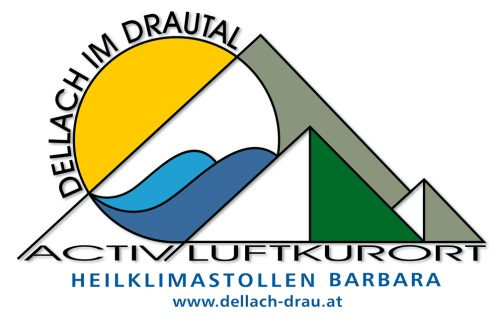 DELLACH IM DRAUTAL
ACTIV LUFTKURORT
HEILKLIMASTOLLEN BARBARA
www.dellach-drau.at